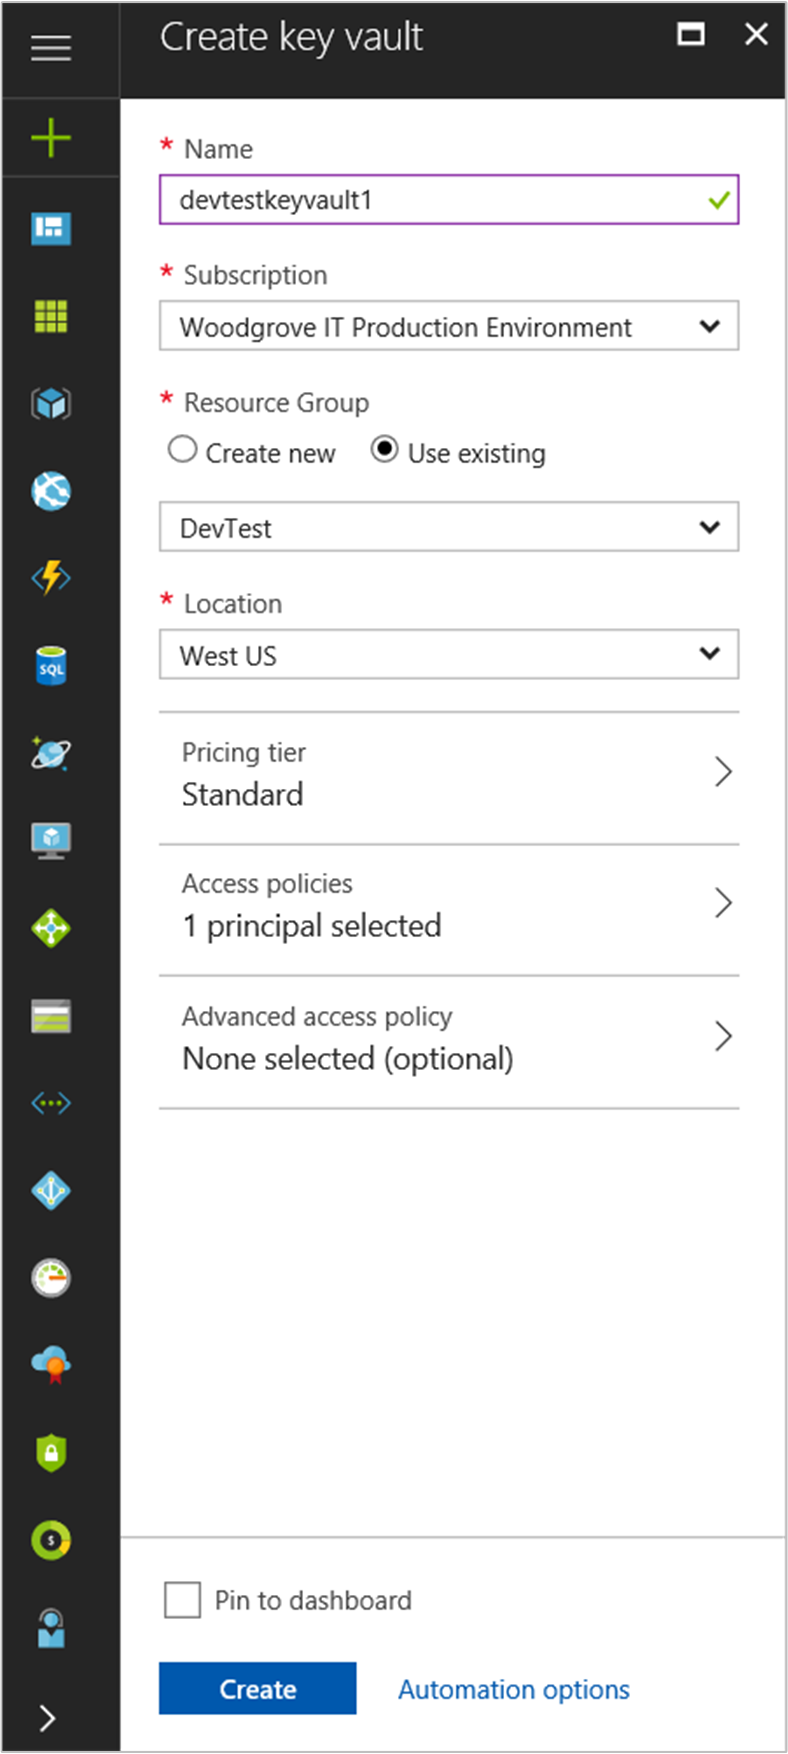 Create key vault
* Name
devtestkeyvault1
* Subscription
Woodgrove IT Production Environment
* Resource Group
Create new Use existing
DevTest
* Location
West US
Pricing tier
Standard
Access policies
1 principal selected
Advanced access policy
None selected (optional)
Pin to dashboard
Create Automation options
SQL
$